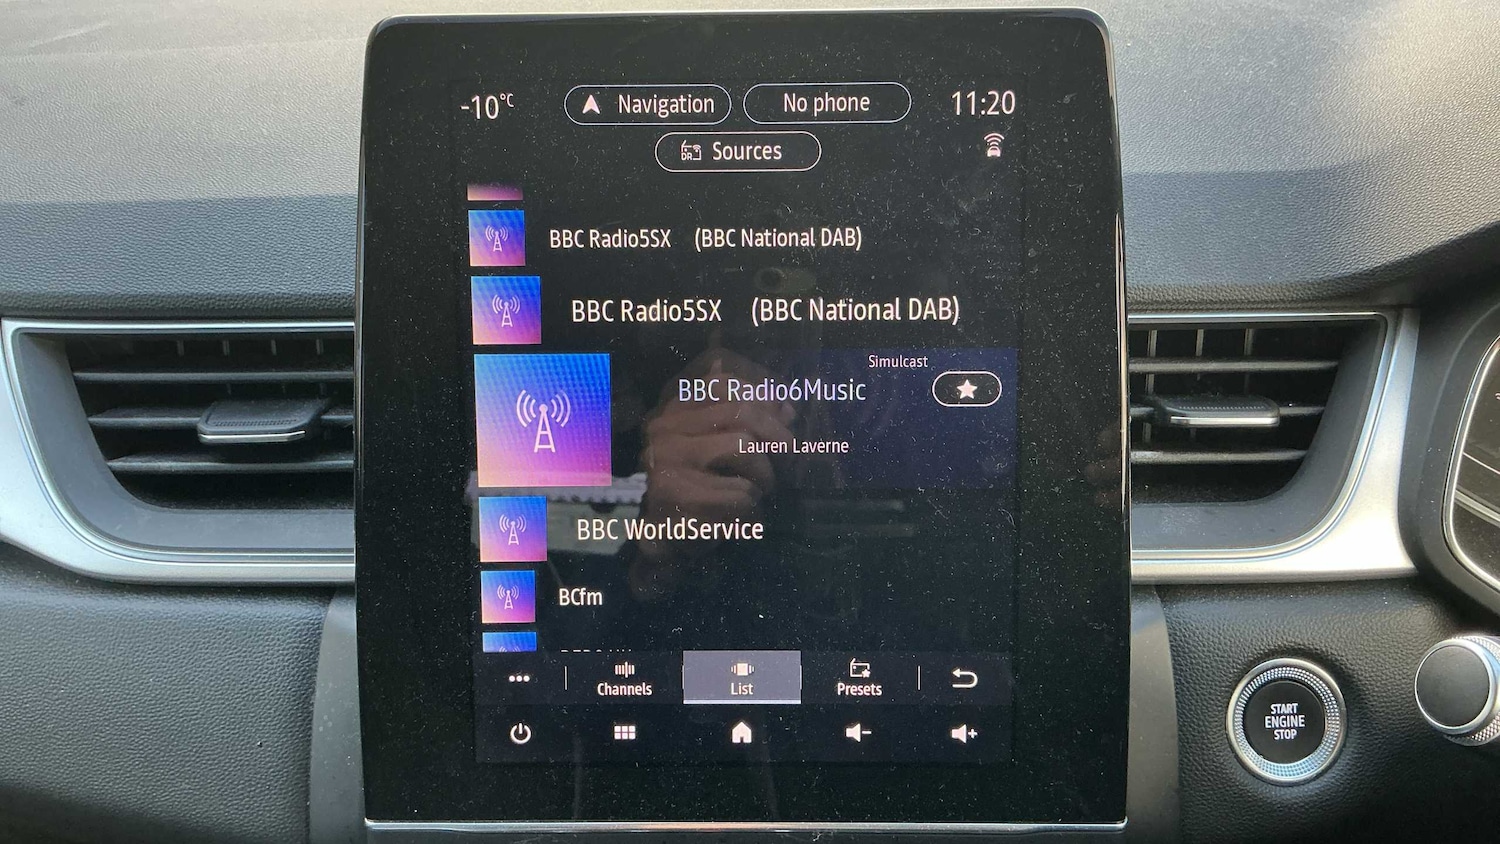 -10°C
Navigation
No phone
11:20
DR
Sources
BBC Radio5SX (BBC National DAB)
BBC Radio5SX (BBC National DAB)
Simulcast
BBC Radio6Music
Lauren Laverne
BBC WorldService
BCfm
Channels
List
Presets
START
ENGINE
STOP